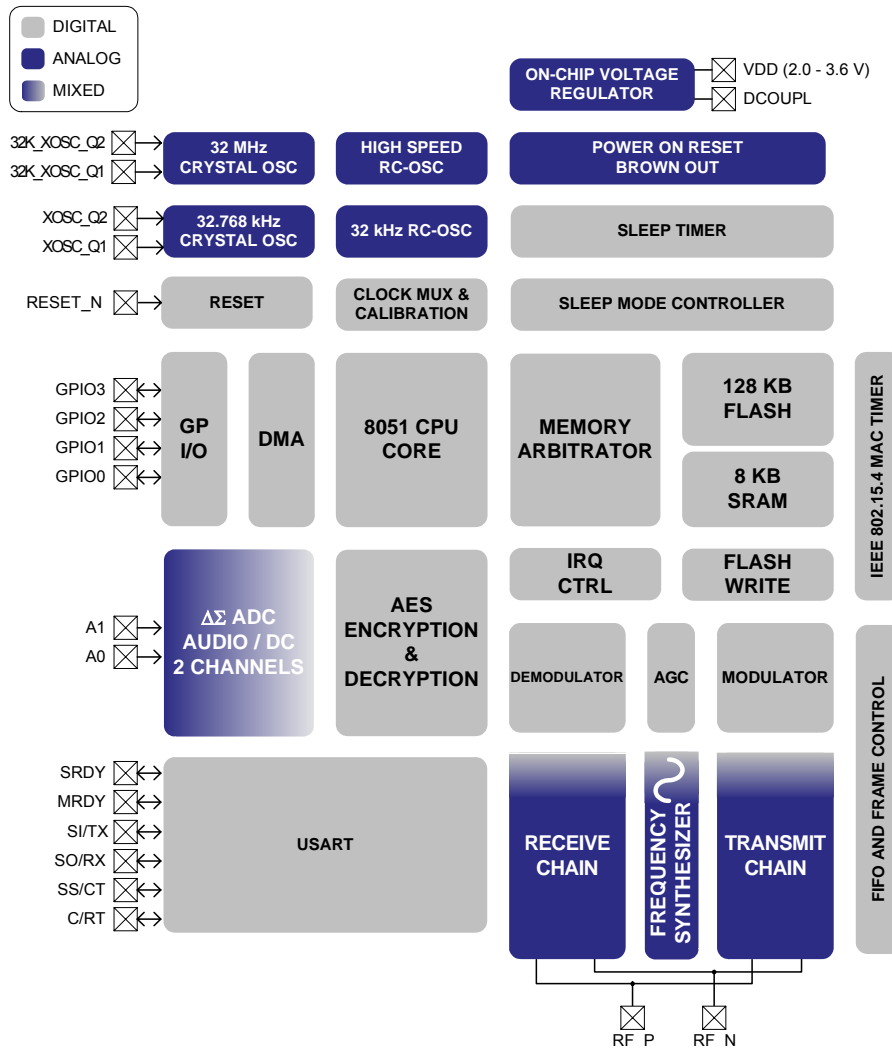 DIGITAL
ANALOG
MIXED
ON-CHIP VOLTAGE
REGULATOR
VDD (2.0 - 3.6 V)
DCOUPL
32K_XOSC_Q2
32K_XOSC_Q1
32 MHz
CRYSTAL OSC
HIGH SPEED
RC-OSC
POWER ON RESET
BROWN OUT
XOSC_Q2
XOSC_Q1
32.768 kHz
CRYSTAL OSC
32 kHz RC-OSC
SLEEP TIMER
RESET_N
RESET
CLOCK MUX &
CALIBRATION
SLEEP MODE CONTROLLER
GPIO3
GPIO2
GPIO1
GPIO0
GP
I/O
DMA
8051 CPU
CORE
MEMORY
ARBITRATOR
128 KB
FLASH
8 KB
SRAM
IEEE 802.15.4 MAC TIMER
IRQ
CTRL
FLASH
WRITE
A1
A0
ΔΣ ADC
AUDIO / DC
2 CHANNELS
AES
ENCRYPTION
&
DECRYPTION
DEMODULATOR
AGC
MODULATOR
FIFO AND FRAME CONTROL
SRDY
MRDY
SI/TX
SO/RX
SS/CT
C/RT
USART
RECEIVE
CHAIN
FREQUENCY
SYNTHESIZER
TRANSMIT
CHAIN
RF_P
RF_N